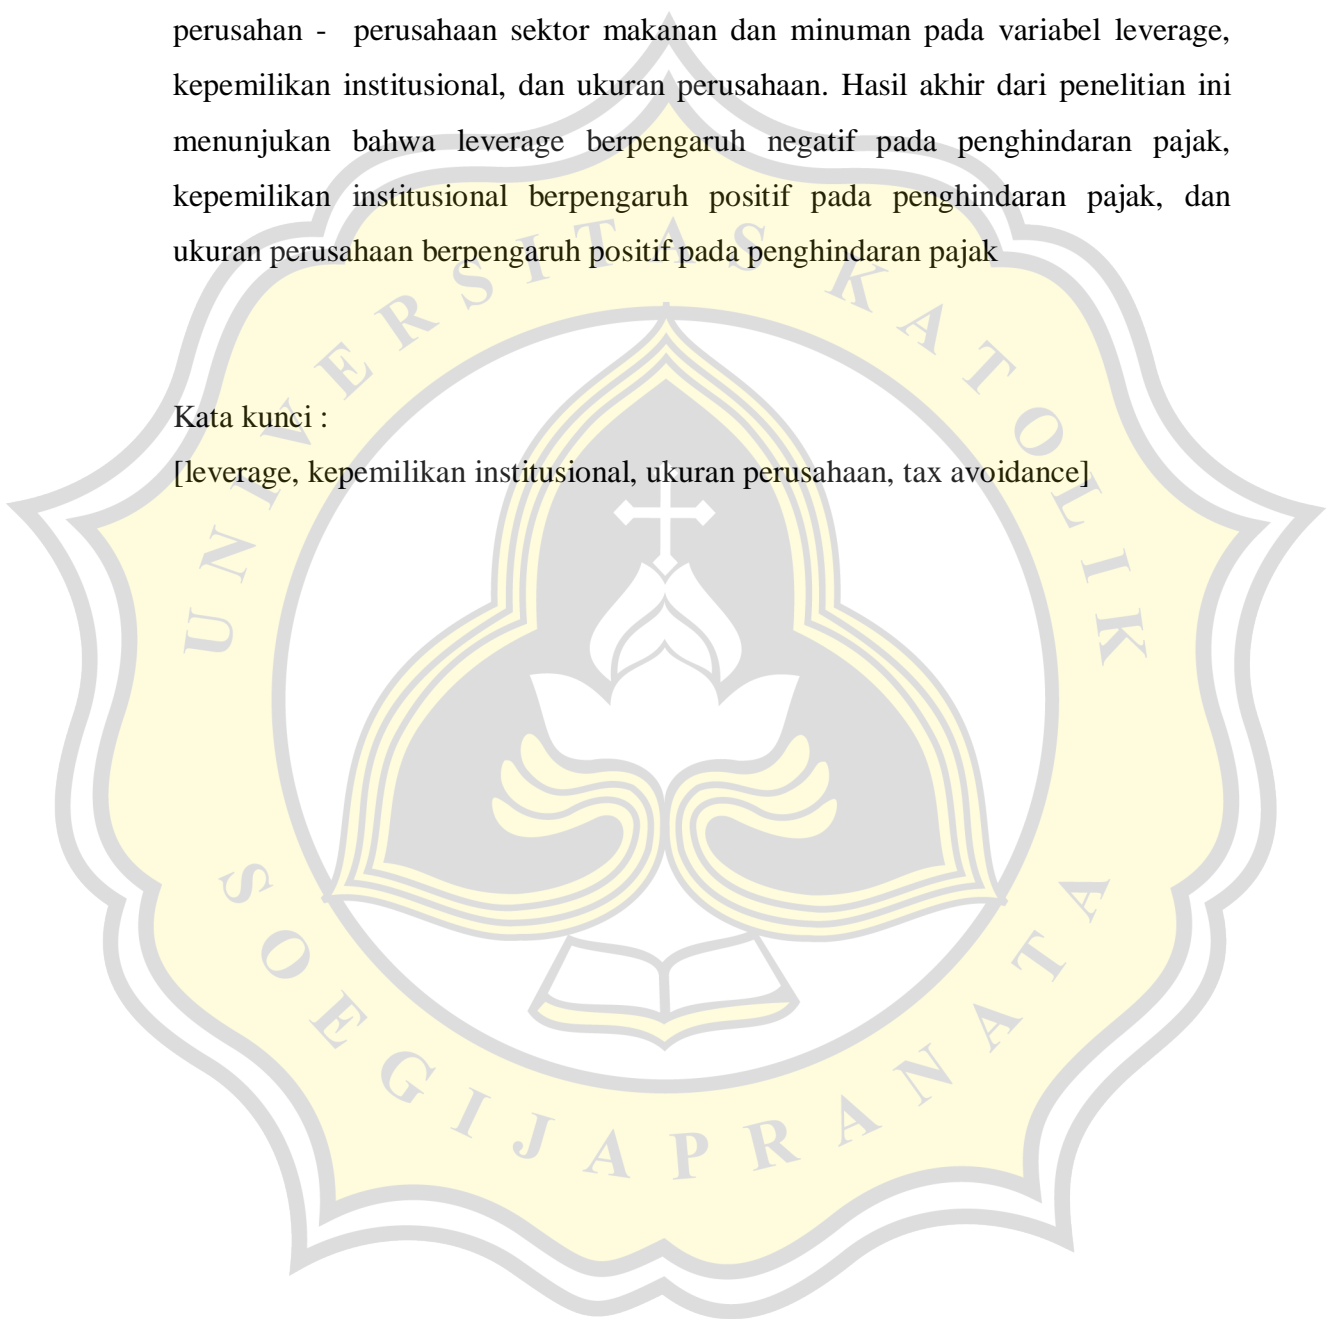 perusahan - perusahaan sektor makanan dan minuman pada variabel leverage,
kepemilikan institusional, dan ukuran perusahaan. Hasil akhir dari penelitian ini
menunjukan bahwa leverage berpengaruh negatif pada penghindaran pajak,
kepemilikan institusional berpengaruh positif pada penghindaran pajak, dan
ukuran perusahaan berpengaruh positif pada penghindaran pajak
Kata kunci :
[leverage, kepemilikan institusional, ukuran perusahaan, tax avoidance]
UNIVERSITAS KATOLIK
SOEGIJAPRANATA